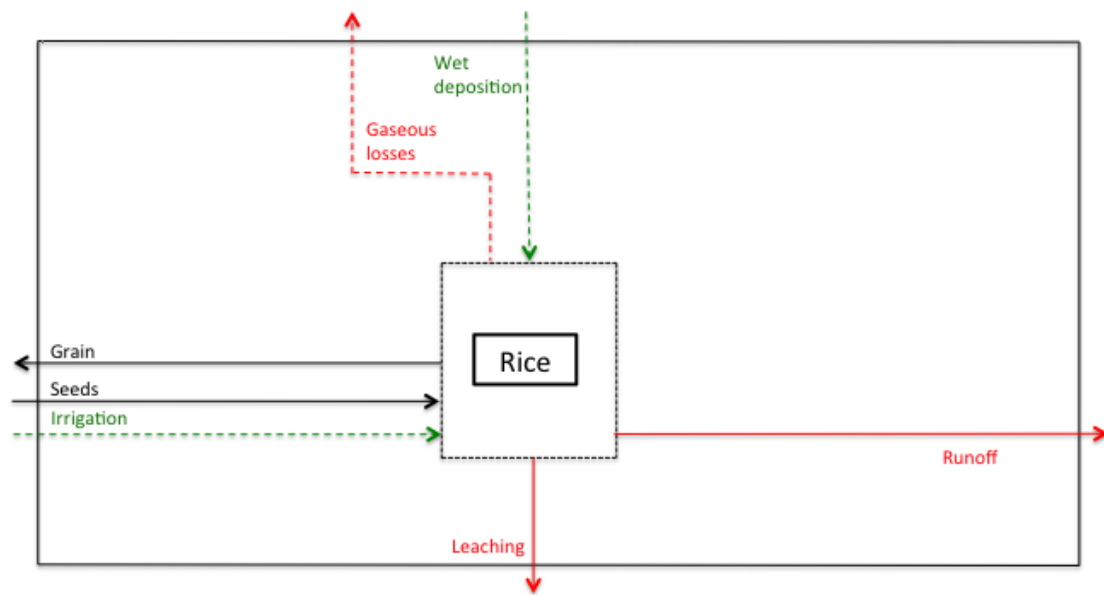 Wet
deposition
Gaseous
losses
Grain
Rice
Seeds
Irrigation
Runoff
Leaching